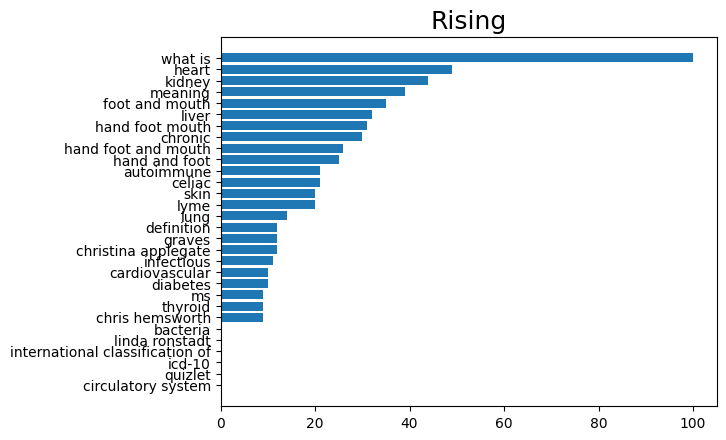 Rising
what is
heart
kidney
meaning
foot and mouth
liver
hand foot mouth
chronic
hand foot and mouth
hand and foot
autoimmune
celiac
skin
lyme
lung
definition
graves
christina applegate
infectious
cardiovascular
diabetes
ms
thyroid
chris hemsworth
bacteria
linda ronstadt
international classification of
icd-10
quizlet
circulatory system
0 20 40 60 80 100